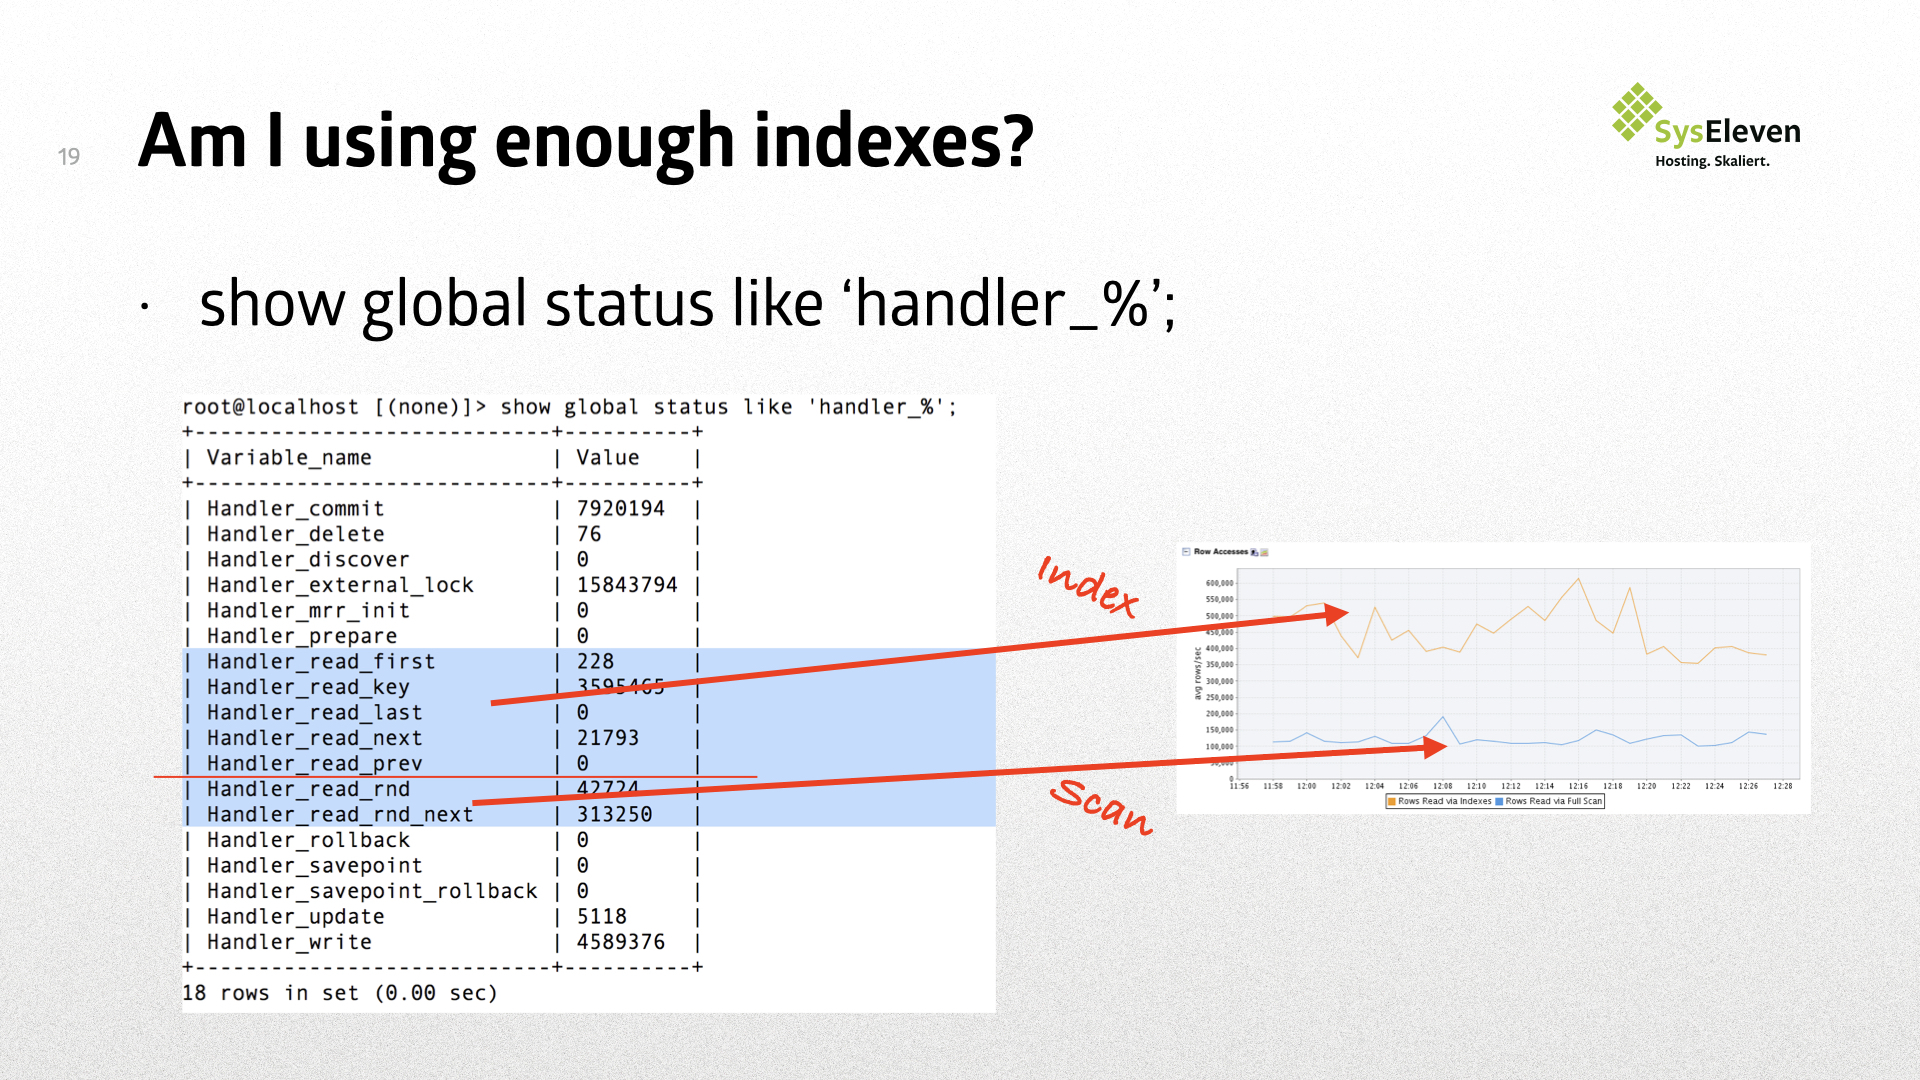 19
Am I using enough indexes?
SysEleven
Hosting. Skaliert.
· show global status like ‘handler_%’;
root@localhost [(none)]> show global status like 'handler_%';
+----------------------------+----------+
| Variable_name | Value |
+----------------------------+----------+
| Handler_commit | 7920194 |
| Handler_delete | 76 |
| Handler_discover | 0 |
| Handler_external_lock | 15843794 |
| Handler_mrr_init | 0 |
| Handler_prepare | 0 |
| Handler_read_first | 228 |
| Handler_read_key | 3595465 |
| Handler_read_last | 0 |
| Handler_read_next | 21793 |
| Handler_read_prev | 0 |
| Handler_read_rnd | 42724 |
| Handler_read_rnd_next | 313250 |
| Handler_rollback | 0 |
| Handler_savepoint | 0 |
| Handler_savepoint_rollback | 0 |
| Handler_update | 5118 |
| Handler_write | 4589376 |
+----------------------------+----------+
18 rows in set (0.00 sec)
Index
Scan
Row Accesses
avg rows/sec
600,000
550,000
500,000
450,000
400,000
350,000
300,000
250,000
200,000
150,000
100,000
50,000
0
11:56 11:58 12:00 12:02 12:04 12:06 12:08 12:10 12:12 12:14 12:16 12:18 12:20 12:22 12:24 12:26 12:28
Rows Read via Indexes Rows Read via Full Scan